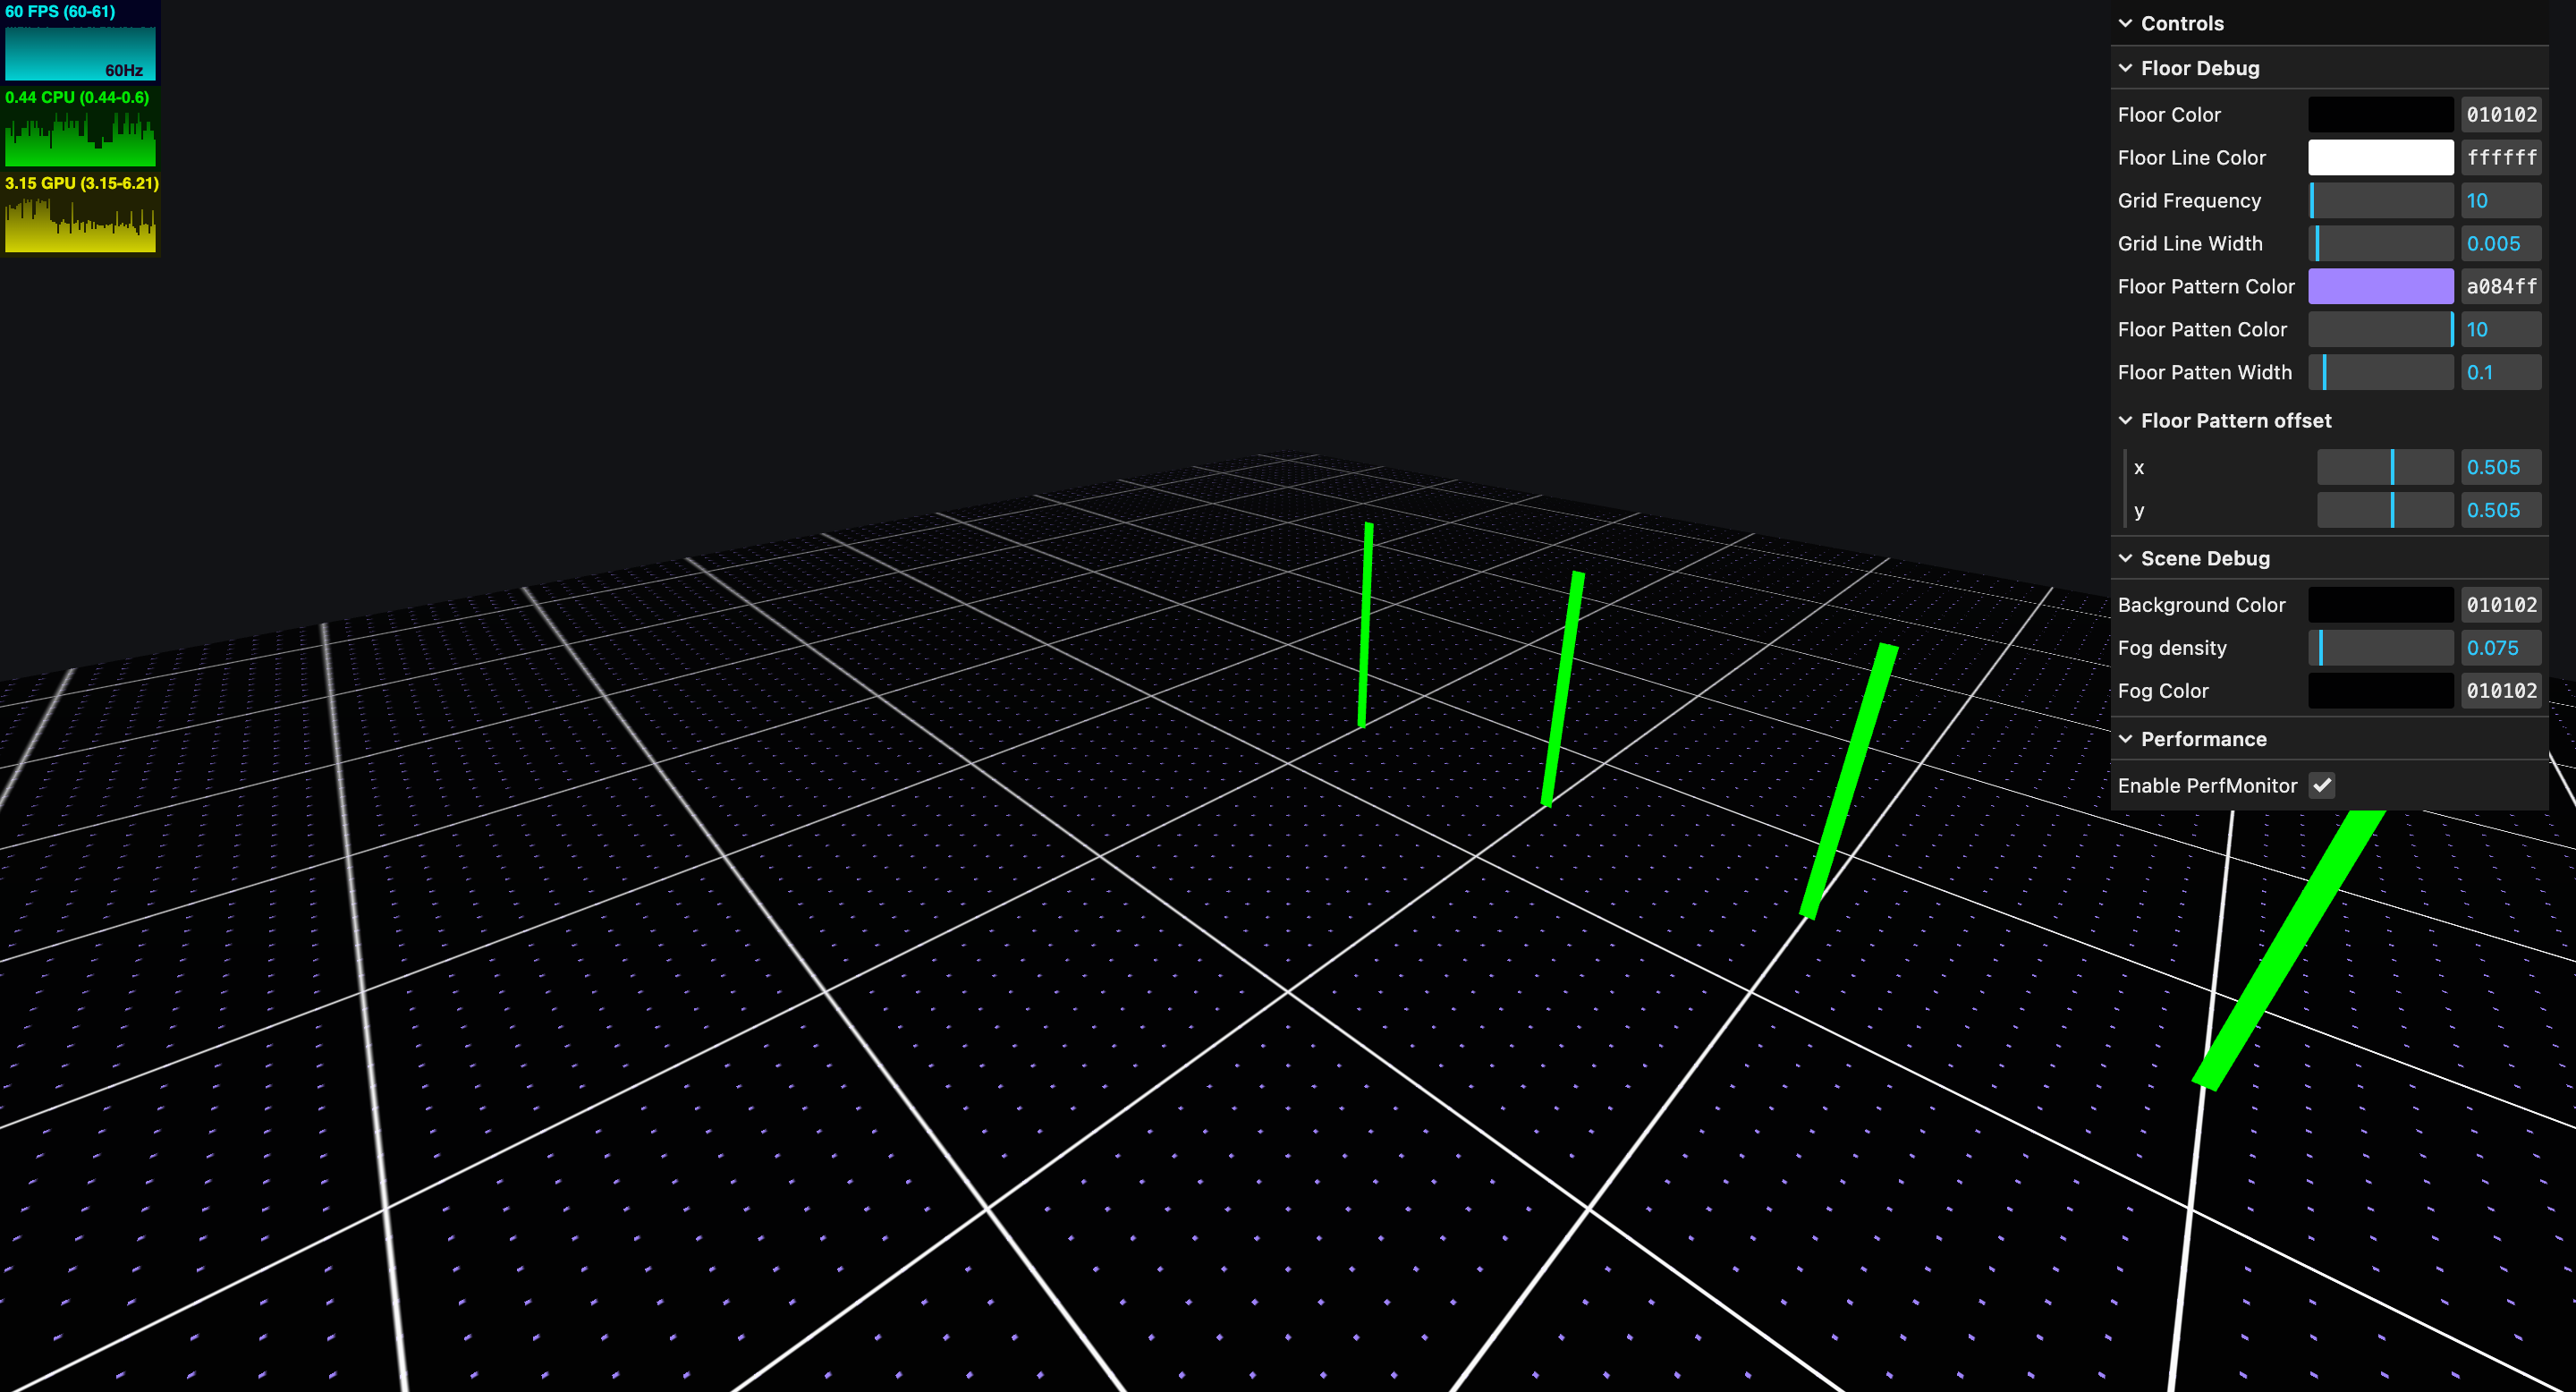 60 FPS (60-61)
60Hz
0.44 CPU (0.44-0.6)
3.15 GPU (3.15-6.21)
Controls
Floor Debug
Floor Color 010102
Floor Line Color ffffff
Grid Frequency 10
Grid Line Width 0.005
Floor Pattern Color a084ff
Floor Patten Color 10
Floor Patten Width 0.1
Floor Pattern offset
x 0.505
y 0.505
Scene Debug
Background Color 010102
Fog density 0.075
Fog Color 010102
Performance
Enable PerfMonitor